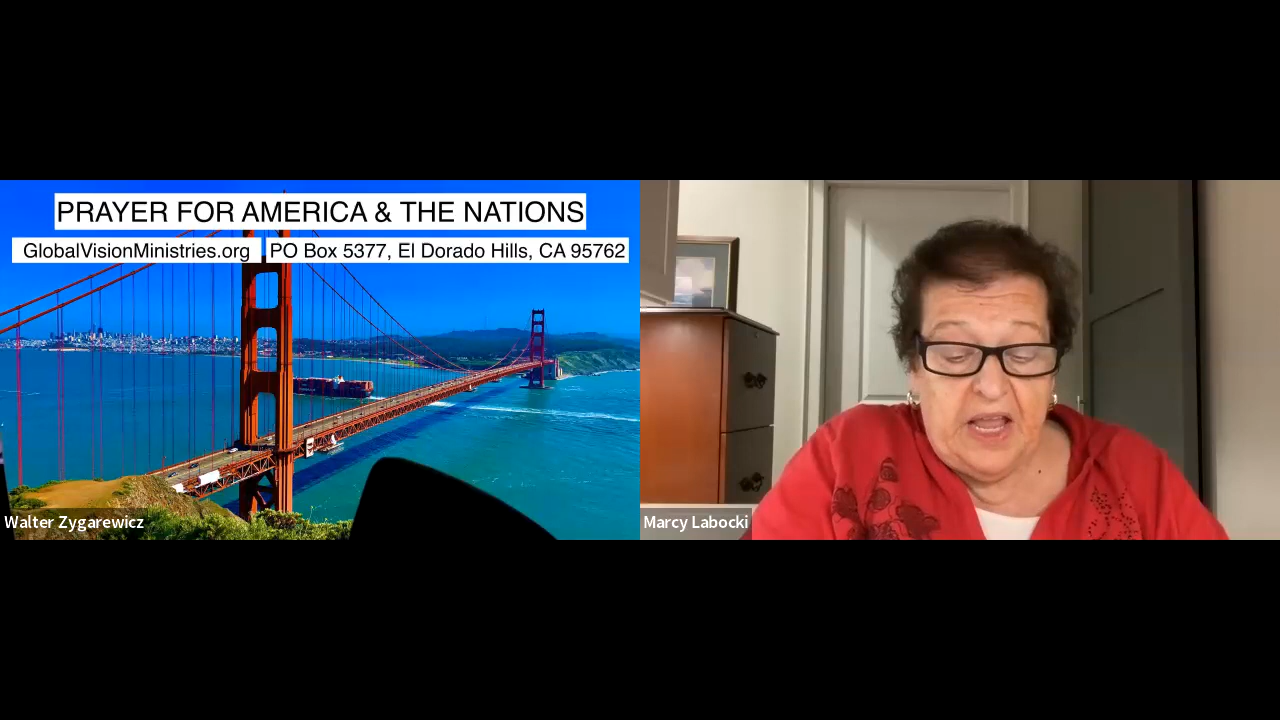 PRAYER FOR AMERICA & THE NATIONS
GlobalVisionMinistries.org PO Box 5377, El Dorado Hills, CA 95762
Walter Zygarewicz
Marcy Labocki